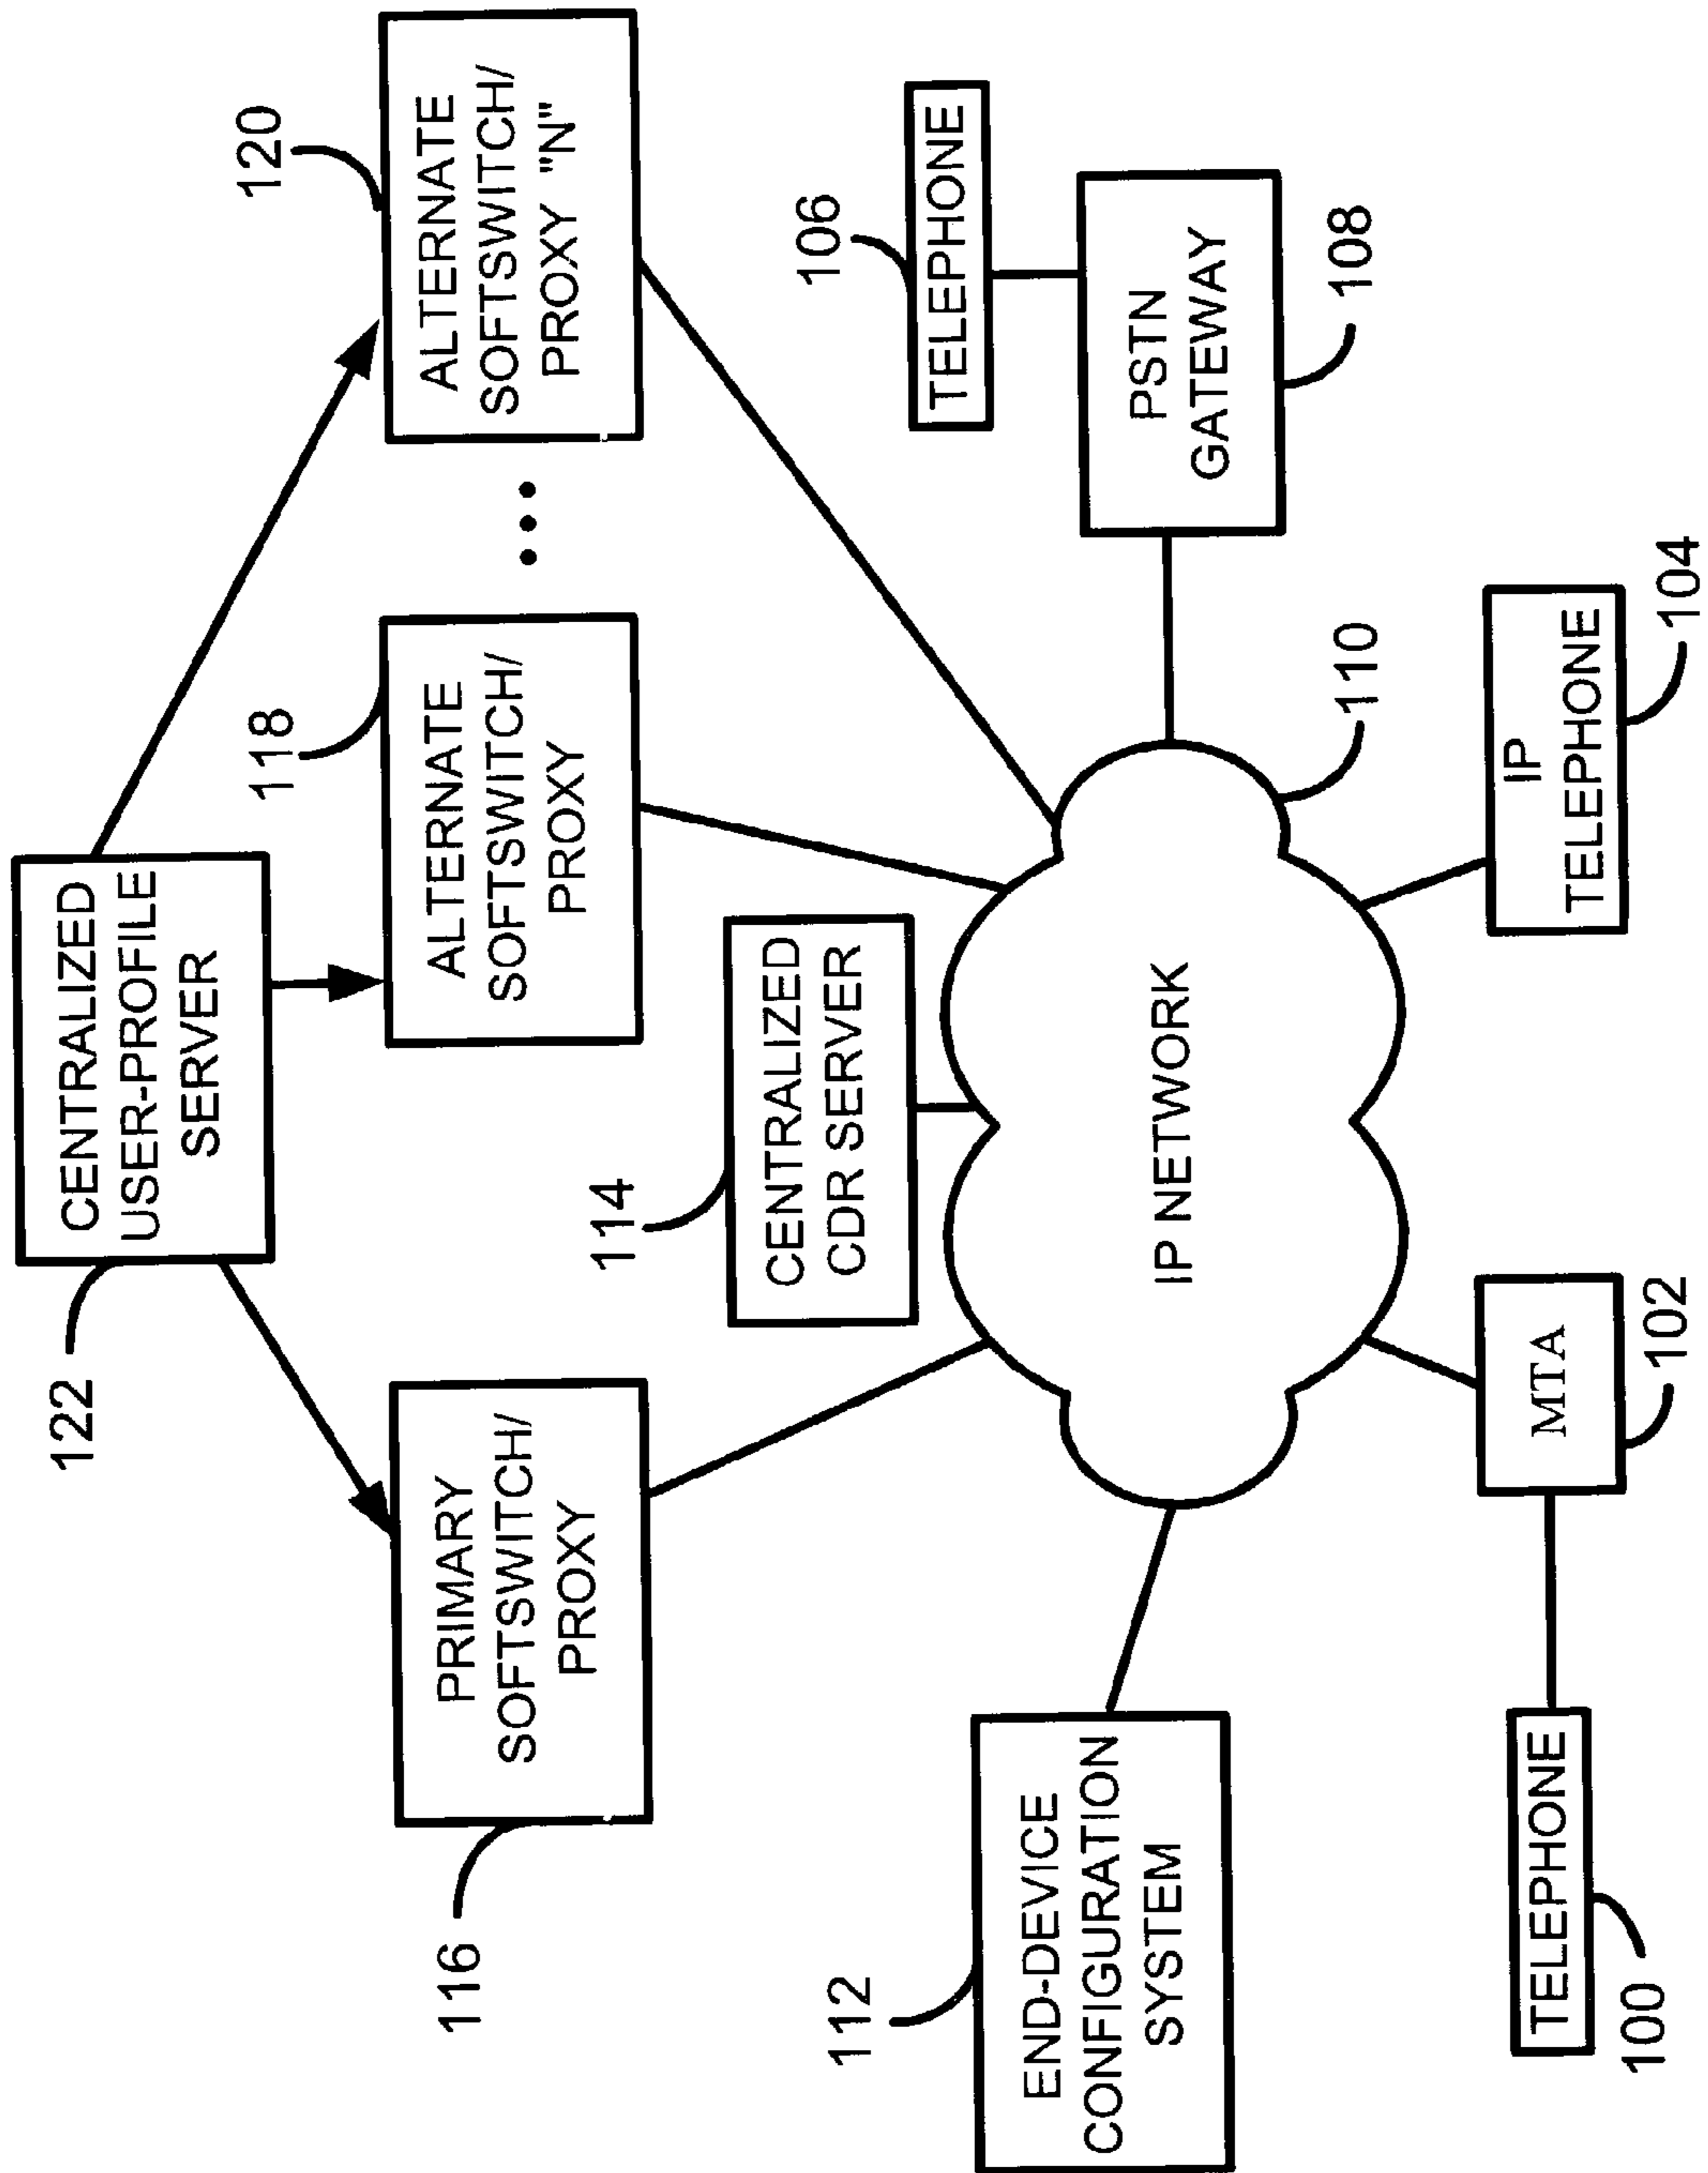 122
CENTRALIZED
USER-PROFILE
SERVER
116
PRIMARY
SOFTSWITCH/
PROXY
118
ALTERNATE
SOFTSWITCH/
PROXY
120
ALTERNATE
SOFTSWITCH/
PROXY "N"
114
CENTRALIZED
CDR SERVER
112
END-DEVICE
CONFIGURATION
SYSTEM
IP NETWORK
110
106
TELEPHONE
PSTN
GATEWAY
108
100
TELEPHONE
MTA
102
IP
TELEPHONE
104